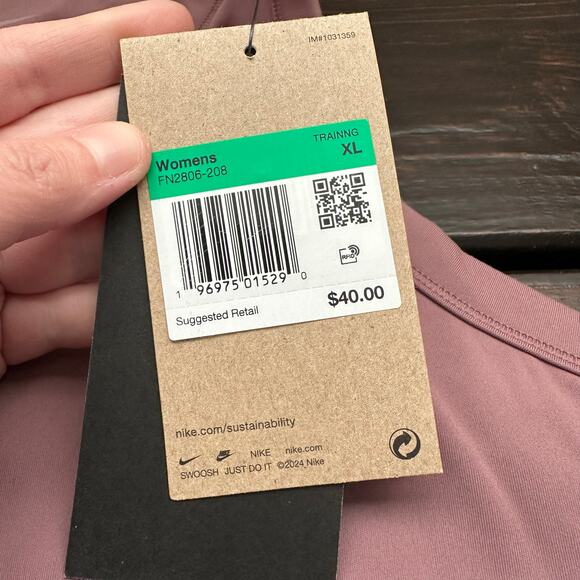 IM#1031359
Womens TRAINNG
FN2806-208 XL
RFID
1 96975 01529 0
Suggested Retail $40.00
nike.com/sustainability
NIKE nike.com
SWOOSH JUST DO IT ©2024 Nike